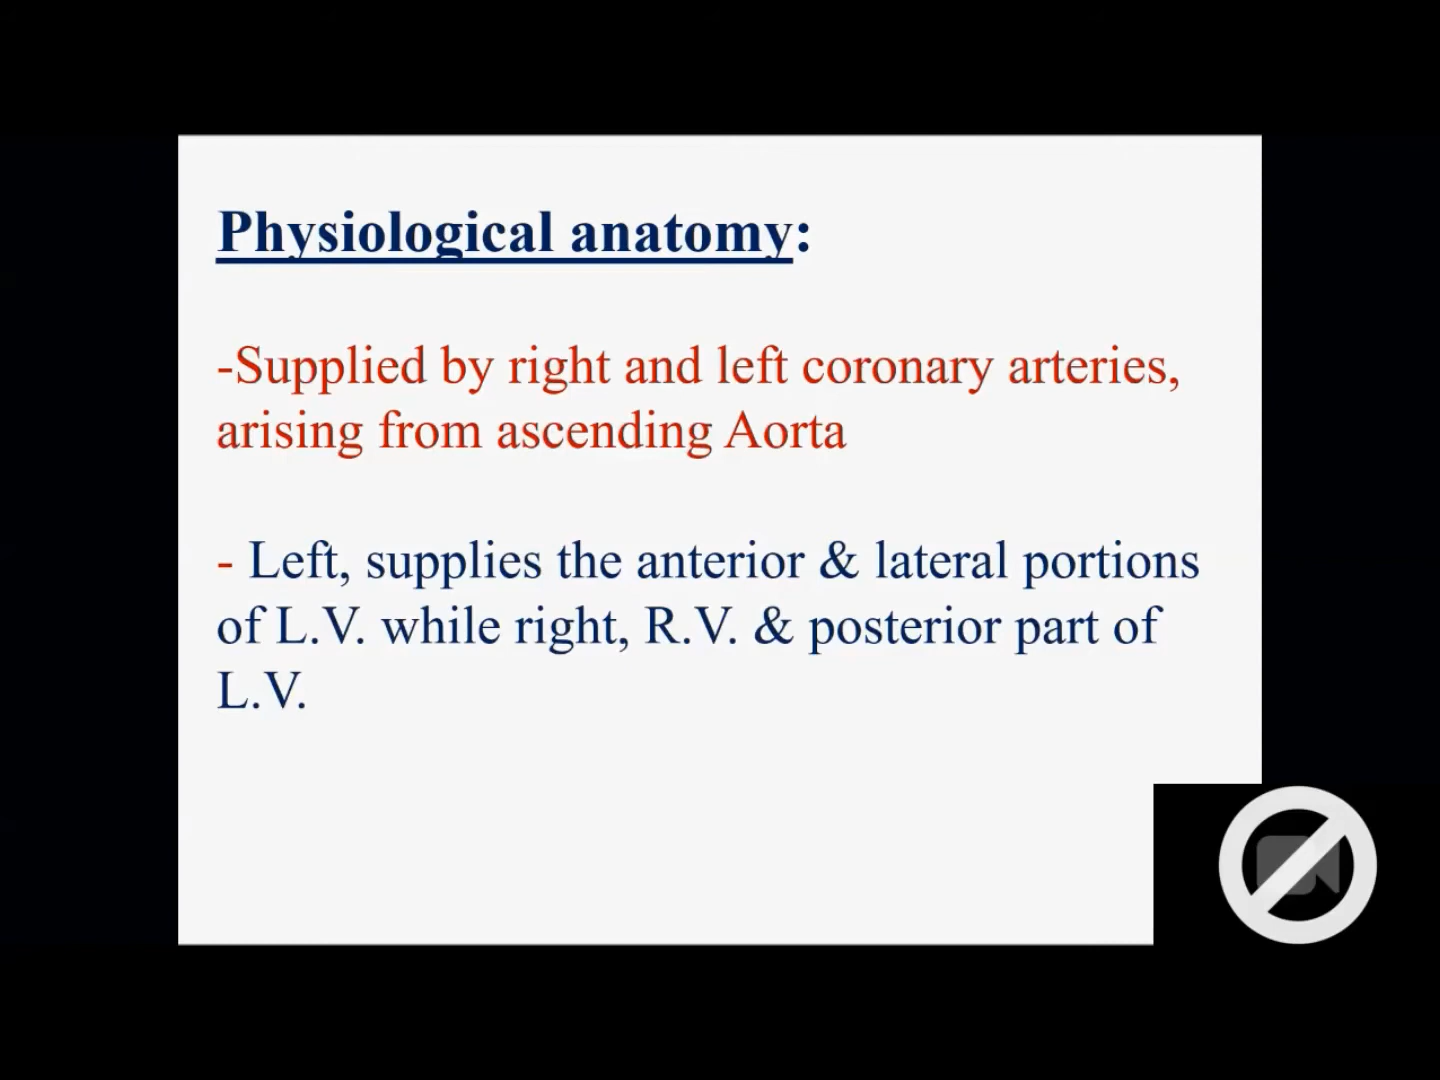 Physiological anatomy:
-Supplied by right and left coronary arteries,
arising from ascending Aorta
- Left, supplies the anterior & lateral portions
of L.V. while right, R.V. & posterior part of
L.V.